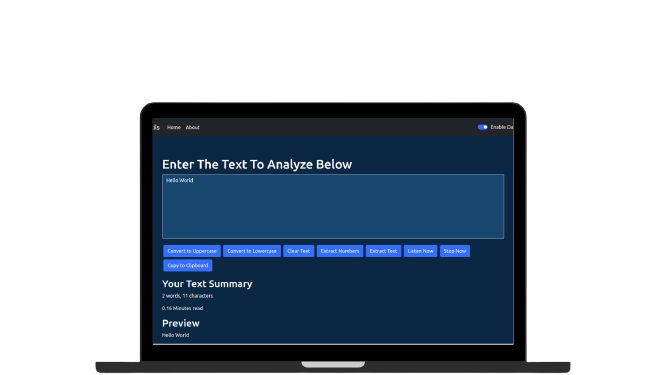 Home About Enable Da
Enter The Text To Analyze Below
Hello World
Convert to Uppercase Convert to Lowercase Clear Text Extract Numbers Extract Text Listen Now Stop Now
Copy to Clipboard
Your Text Summary
2 words, 11 characters
0.16 Minutes read
Preview
Hello World